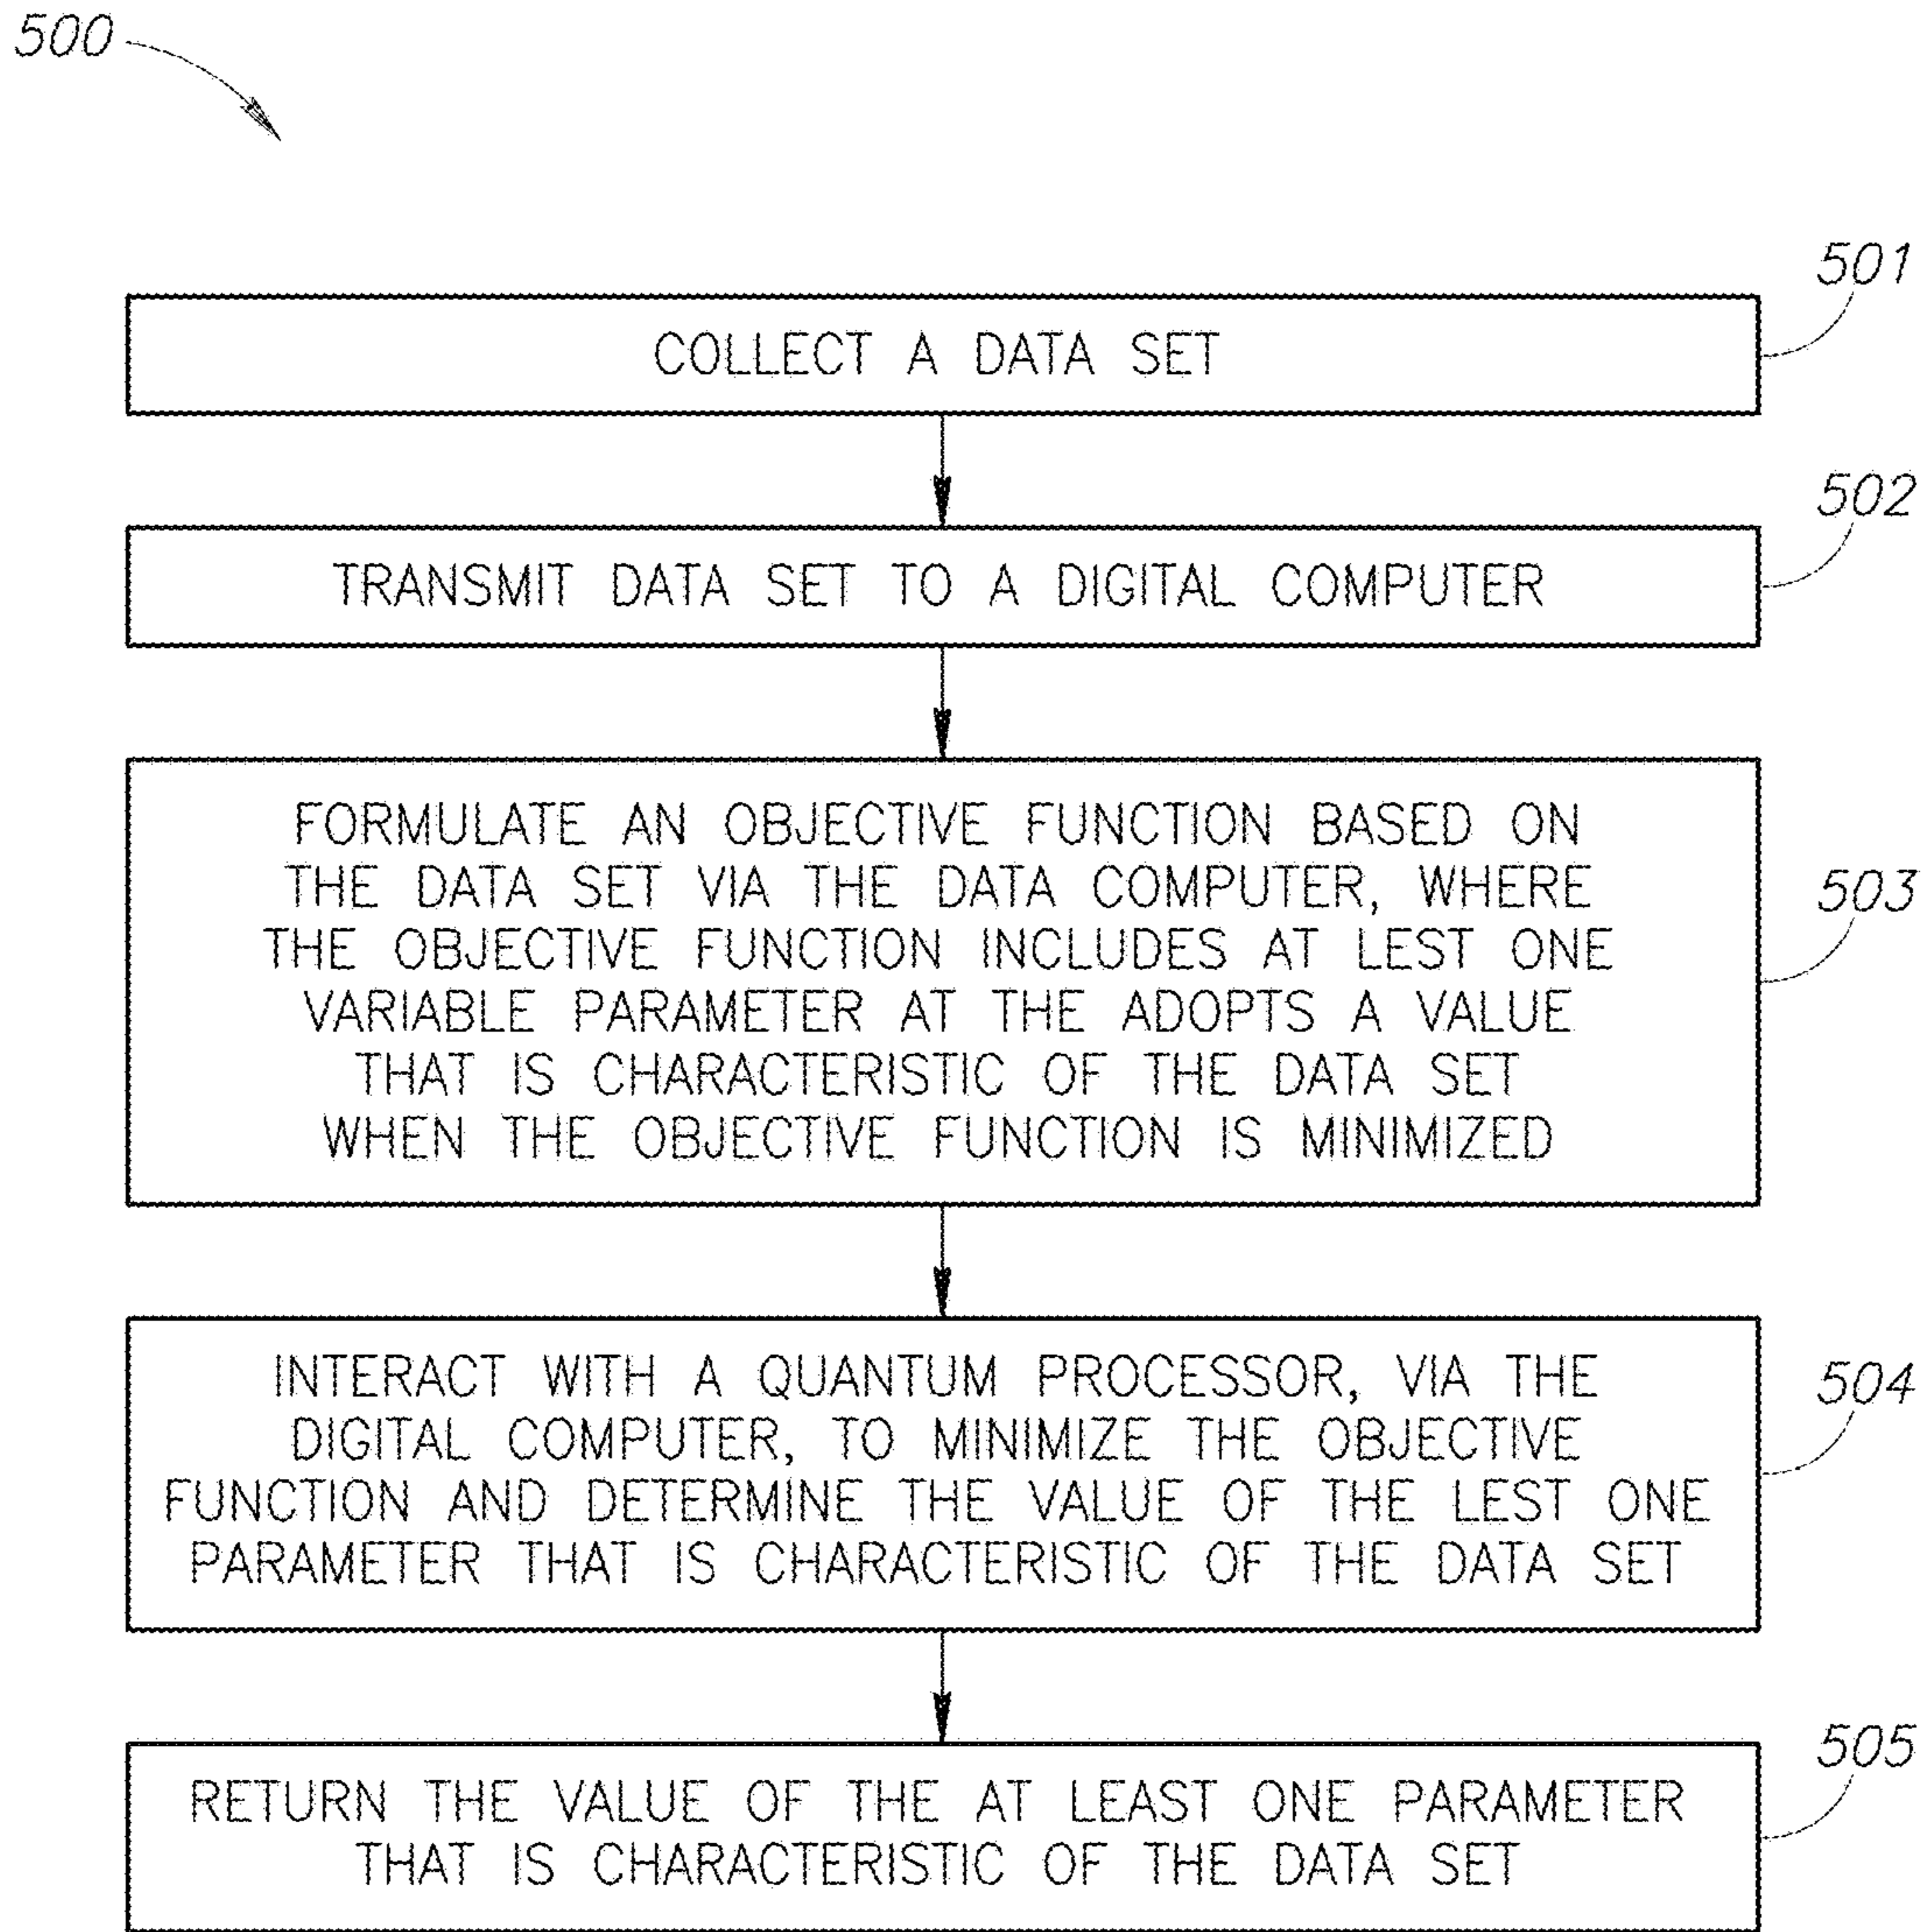 500
501
COLLECT A DATA SET
502
TRANSMIT DATA SET TO A DIGITAL COMPUTER
FORMULATE AN OBJECTIVE FUNCTION BASED ON
THE DATA SET VIA THE DATA COMPUTER, WHERE
503
THE OBJECTIVE FUNCTION INCLUDES AT LEST ONE
VARIABLE PARAMETER AT THE ADOPTS A VALUE
THAT IS CHARACTERISTIC OF THE DATA SET
WHEN THE OBJECTIVE FUNCTION IS MINIMIZED
INTERACT WITH A QUANTUM PROCESSOR, VIA THE
504
DIGITAL COMPUTER, TO MINIMIZE THE OBJECTIVE
FUNCTION AND DETERMINE THE VALUE OF THE LEST ONE
PARAMETER THAT IS CHARACTERISTIC OF THE DATA SET
505
RETURN THE VALUE OF THE AT LEAST ONE PARAMETER
THAT IS CHARACTERISTIC OF THE DATA SET